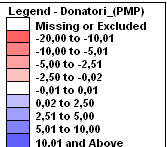 Legend - Donatori_(PMP)
Missing or Excluded
-20,00 to -10,01
-10,00 to -5,01
-5,00 to -2,51
-2,50 to -0,02
-0,01 to 0,01
0,02 to 2,50
2,51 to 5,00
5,01 to 10,00
10,01 and Above